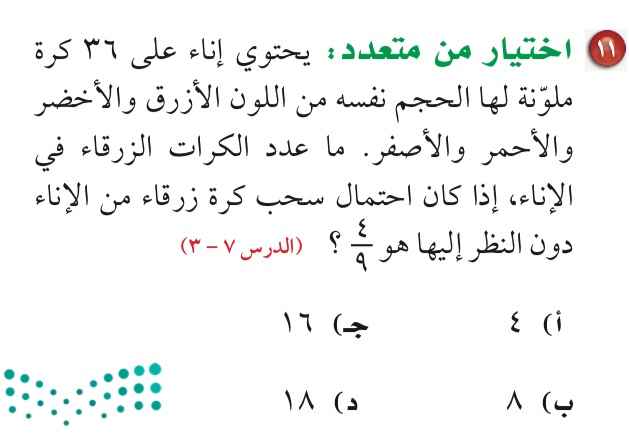 ١١ اختيار من متعدد: يحتوي إناء على ٣٦ كرة
ملوّنة لها الحجم نفسه من اللون الأزرق والأخضر
والأحمر والأصفر. ما عدد الكرات الزرقاء في
الإناء، إذا كان احتمال سحب كرة زرقاء من الإناء
دون النظر إليها هو ٤/٩ ؟ (الدرس ٧ – ٣)
أ) ٤ جـ) ١٦
ب) ٨ د) ١٨